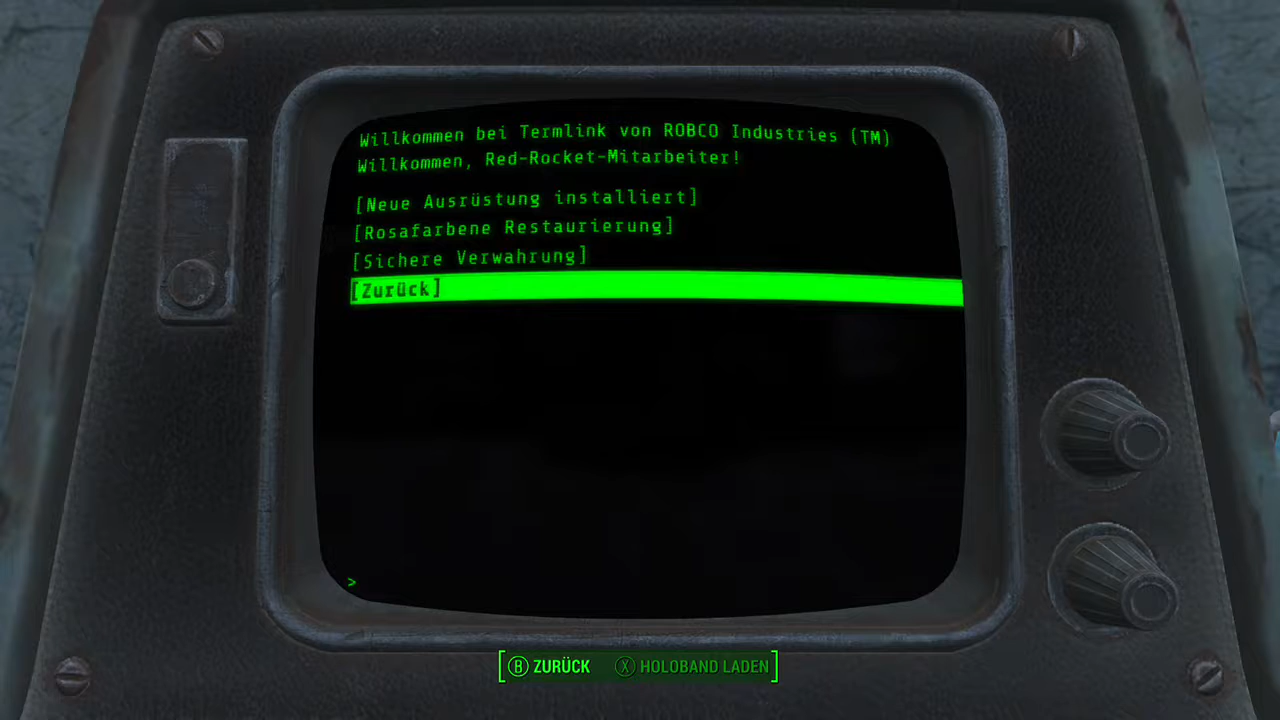 Willkommen bei Termlink von ROBCO Industries (TM)
Willkommen, Red-Rocket-Mitarbeiter!
[Neue Ausrüstung installiert]
[Rosafarbene Restaurierung]
[Sichere Verwahrung]
[Zurück]
>
[Ⓑ ZURÜCK Ⓧ HOLOBAND LADEN]